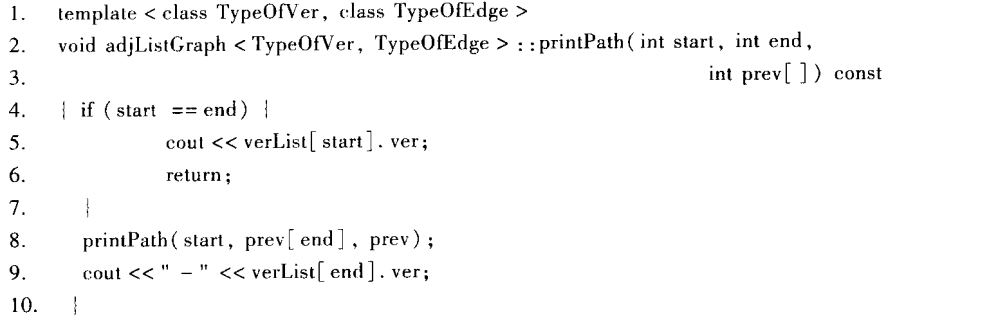 1. template < class TypeOfVer, class TypeOfEdge >
2. void adjListGraph < TypeOfVer, TypeOfEdge > ::printPath( int start, int end,
3. int prev[ ] ) const
4. { if ( start == end) {
5. cout << verList[ start]. ver;
6. return;
7. }
8. printPath( start, prev[ end] , prev) ;
9. cout << " - " << verList[ end]. ver;
10. }